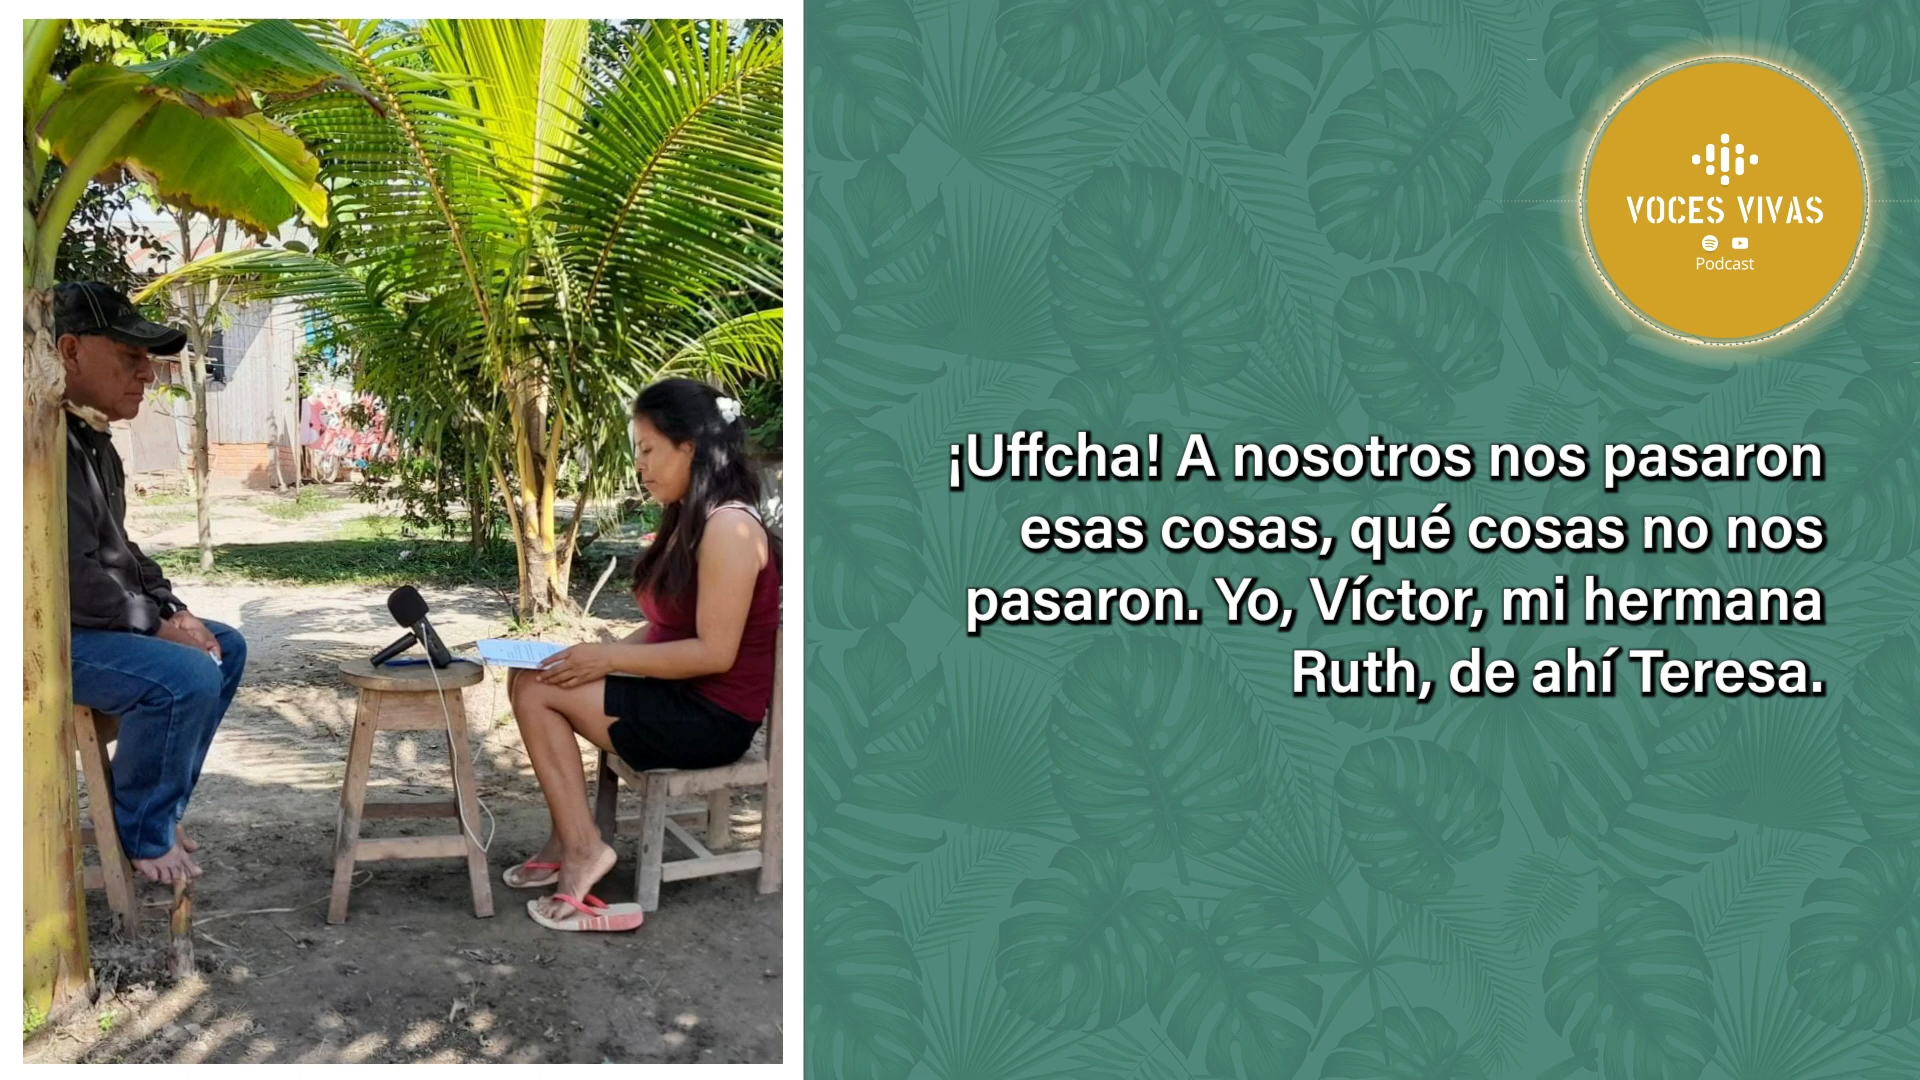 VOCES VIVAS
Podcast
¡Uffcha! A nosotros nos pasaron
esas cosas, qué cosas no nos
pasaron. Yo, Víctor, mi hermana
Ruth, de ahí Teresa.